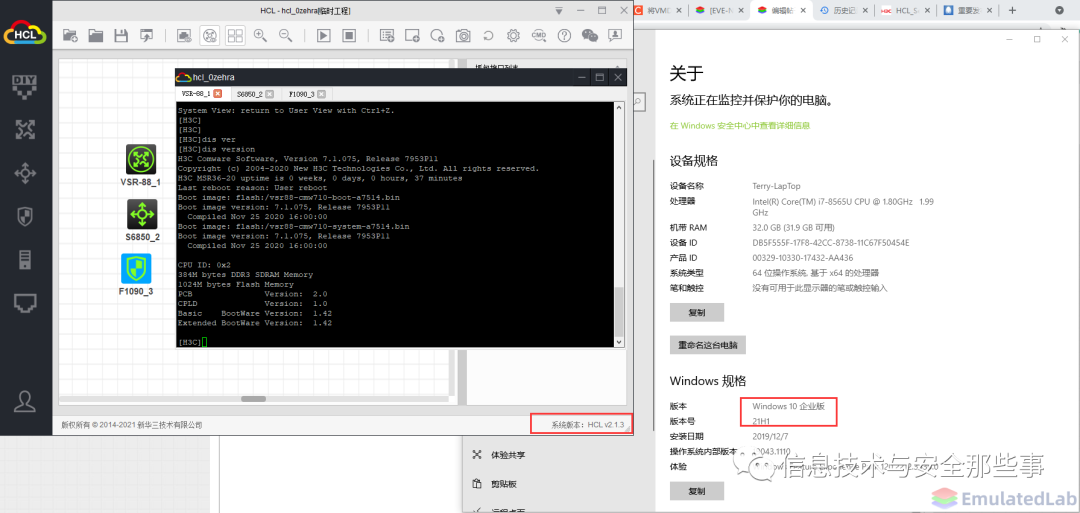 HCL - hcl_0zehra[临时工程]
HCL
DIY
CMD
hcl_0zehra
VSR-88_1
S6850_2
F1090_3
System View: return to User View with Ctrl+Z.
[H3C]
[H3C]
[H3C]dis ver
[H3C]dis version
H3C Comware Software, Version 7.1.075, Release 7953P11
Copyright (c) 2004-2020 New H3C Technologies Co., Ltd. All rights reserved.
H3C MSR36-20 uptime is 0 weeks, 0 days, 0 hours, 37 minutes
Last reboot reason: User reboot
Boot image: flash:/vsr88-cmw710-boot-a7514.bin
Boot image version: 7.1.075, Release 7953P11
Compiled Nov 25 2020 16:00:00
Boot image: flash:/vsr88-cmw710-system-a7514.bin
Boot image version: 7.1.075, Release 7953P11
Compiled Nov 25 2020 16:00:00
CPU ID: 0x2
384M bytes DDR3 SDRAM Memory
1024M bytes Flash Memory
PCB Version: 2.0
CPLD Version: 1.0
Basic BootWare Version: 1.42
Extended BootWare Version: 1.42
[H3C]
VSR-88_1
S6850_2
F1090_3
版权所有 © 2014-2021 新华三技术有限公司
系统版本: HCL v2.1.3
体验共享
剪贴板
将VMD
[EVE-N
编辑帖
历史记
HCL_S
重要发
关于
系统正在监控并保护你的电脑。
在 Windows 安全中心中查看详细信息
设备规格
设备名称 Terry-LapTop
处理器 Intel(R) Core(TM) i7-8565U CPU @ 1.80GHz 1.99
GHz
机带 RAM 32.0 GB (31.9 GB 可用)
设备 ID DB5F555F-17F8-42CC-8738-11C67F50454E
产品 ID 00329-10330-17432-AA436
系统类型 64 位操作系统, 基于 x64 的处理器
笔和触控 没有可用于此显示器的笔或触控输入
复制
重命名这台电脑
Windows 规格
版本 Windows 10 企业版
版本号 21H1
安装日期 2019/12/7
操作系统内部版本 19043.1110
体验
复制
信息技术与安全那些事
EmulatedLab